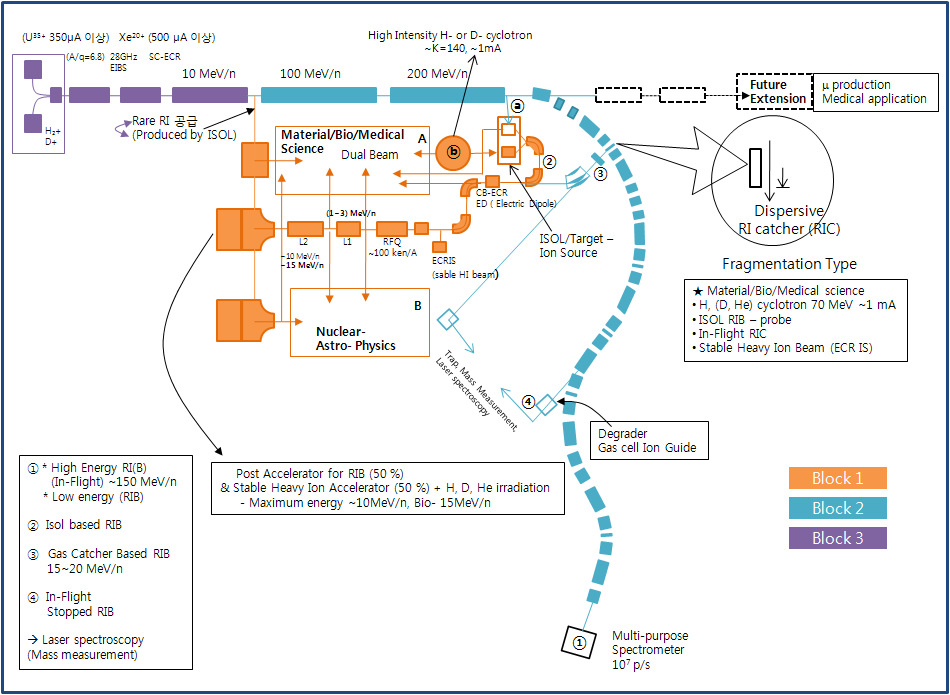 (U³⁵⁺ 350μA 이상) Xe²⁰⁺ (500 μA 이상)
(A/q=6.8) 28GHz SC-ECR
EIBS
10 MeV/n
100 MeV/n
200 MeV/n
High Intensity H- or D- cyclotron
~K=140, ~1mA
H₂+
D+
Rare RI 공급
(Produced by ISOL)
Future
Extension
μ production
Medical application
Material/Bio/Medical
Science
A
Dual Beam
ⓑ
ⓐ
②
③
CB-ECR
ED ( Electric Dipole)
ISOL/Target –
Ion Source
Dispersive
RI catcher (RIC)
Fragmentation Type
(1~3) MeV/n
L2
L1
RFQ
~100 ken/A
~10 MeV/n
~15 MeV/n
ECRIS
(sable HI beam)
B
Nuclear-
Astro- Physics
★ Material/Bio/Medical science
• H, (D, He) cyclotron 70 MeV ~1 mA
• ISOL RIB – probe
• In-Flight RIC
• Stable Heavy Ion Beam (ECR IS)
Trap, Mass Measurement,
Laser spectroscopy
④
Degrader
Gas cell Ion Guide
Post Accelerator for RIB (50 %)
& Stable Heavy Ion Accelerator (50 %) + H, D, He irradiation
- Maximum energy ~10MeV/n, Bio- 15MeV/n
① * High Energy RI(B)
(In-Flight) ~150 MeV/n
* Low energy (RIB)
② Isol based RIB
③ Gas Catcher Based RIB
15~20 MeV/n
④ In-Flight
Stopped RIB
→ Laser spectroscopy
(Mass measurement)
Block 1
Block 2
Block 3
①
Multi-purpose
Spectrometer
10⁷ p/s